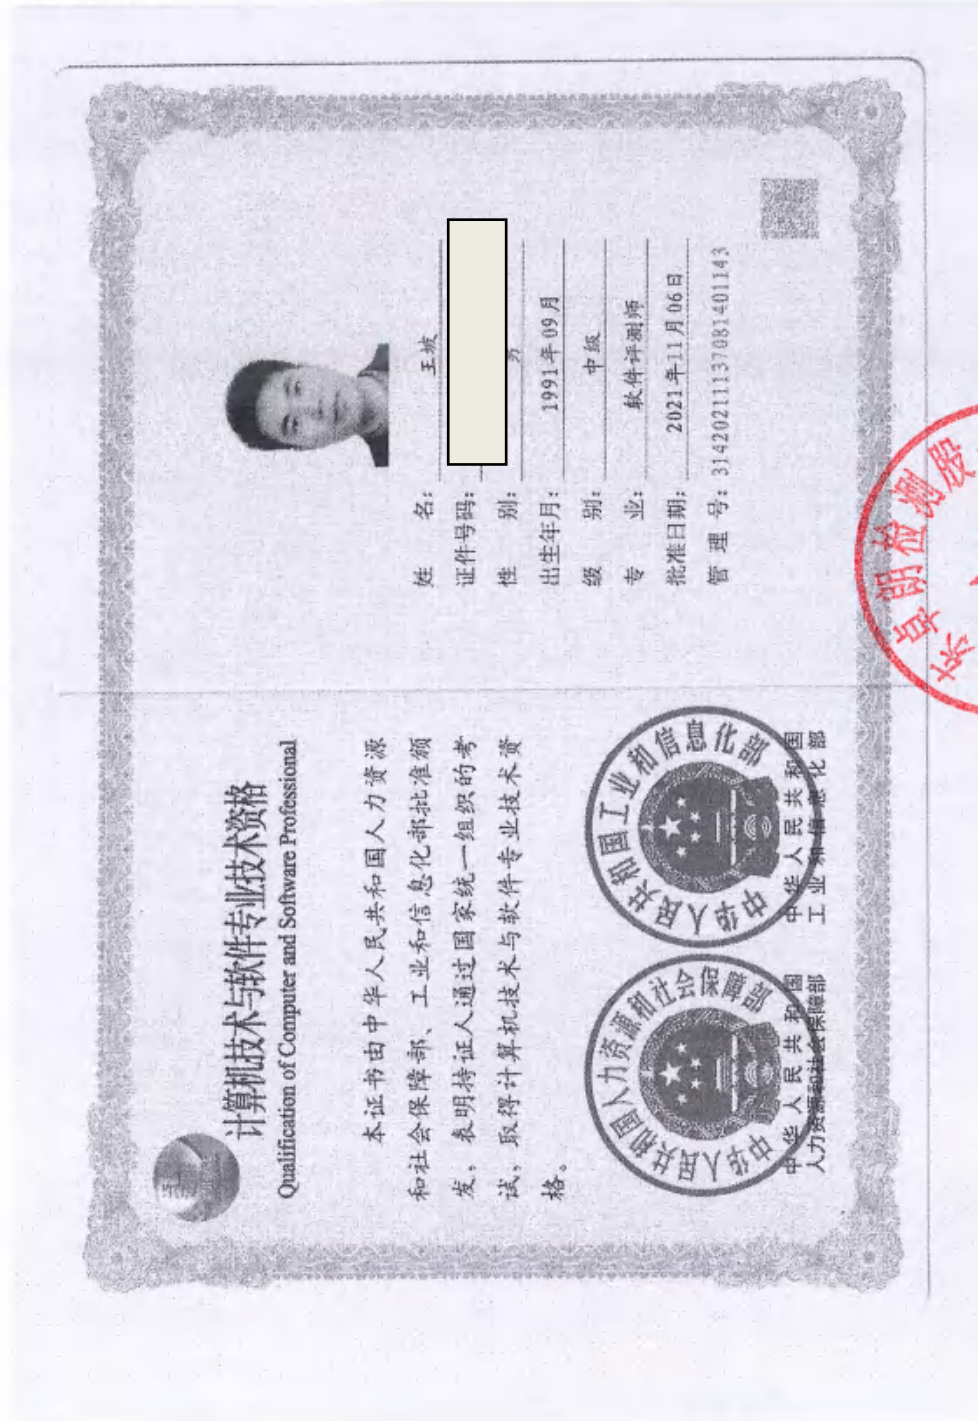 计算机技术与软件专业技术资格
Qualification of Computer and Software Professional
本证书由中华人民共和国人力资源
和社会保障部、工业和信息化部批准颁
发，表明持证人通过国家统一组织的考
试，取得计算机技术与软件专业技术资
格。
中华人民共和国人力资源和社会保障部
中华人民共和国
人力资源和社会保障部
中华人民共和国工业和信息化部
中华人民共和国
工业和信息化部
姓 名：王坡
证件号码：
性 别：男
出生年月：1991年09月
级 别：中级
专 业：软件评测师
批准日期：2021年11月06日
管 理 号：31420211137081401143
东卓朗检测股